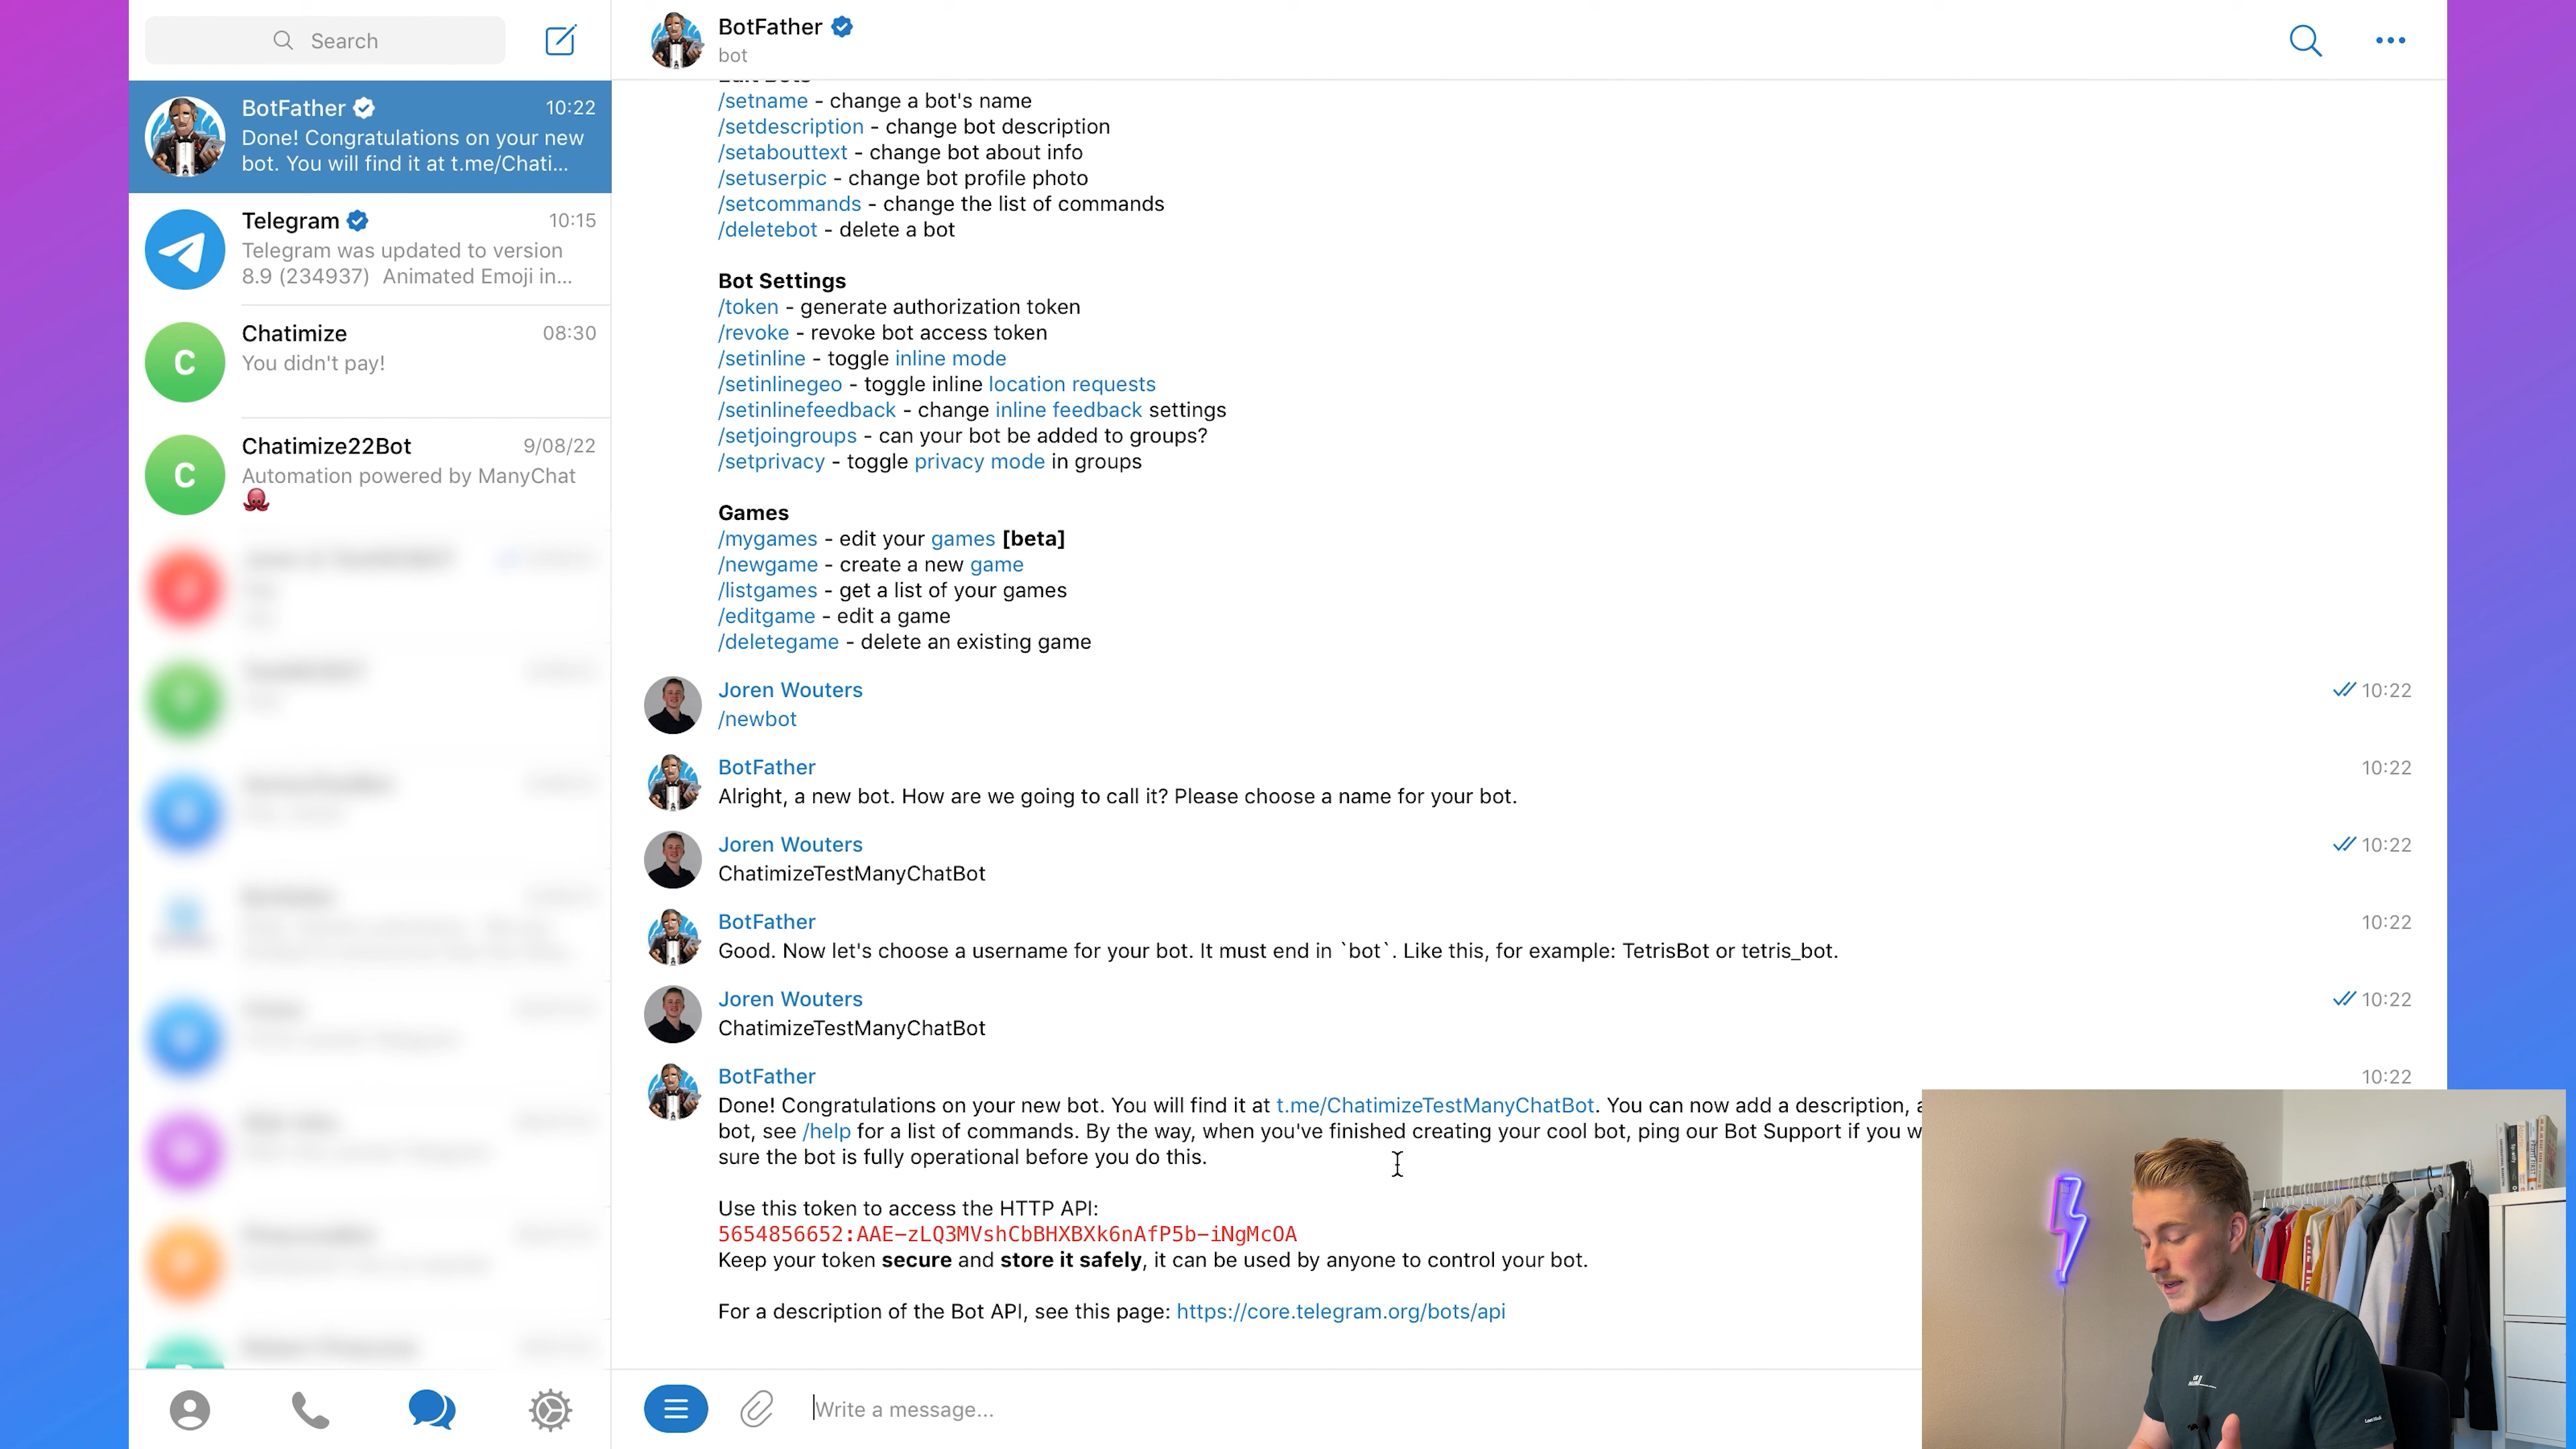 Search
BotFather
10:22
Done! Congratulations on your new
bot. You will find it at t.me/Chati...
Telegram
10:15
Telegram was updated to version
8.9 (234937) Animated Emoji in...
C
Chatimize
08:30
You didn't pay!
C
Chatimize22Bot
9/08/22
Automation powered by ManyChat
BotFather
bot
/setname - change a bot's name
/setdescription - change bot description
/setabouttext - change bot about info
/setuserpic - change bot profile photo
/setcommands - change the list of commands
/deletebot - delete a bot
Bot Settings
/token - generate authorization token
/revoke - revoke bot access token
/setinline - toggle inline mode
/setinlinegeo - toggle inline location requests
/setinlinefeedback - change inline feedback settings
/setjoingroups - can your bot be added to groups?
/setprivacy - toggle privacy mode in groups
Games
/mygames - edit your games [beta]
/newgame - create a new game
/listgames - get a list of your games
/editgame - edit a game
/deletegame - delete an existing game
Joren Wouters
10:22
/newbot
BotFather
10:22
Alright, a new bot. How are we going to call it? Please choose a name for your bot.
Joren Wouters
10:22
ChatimizeTestManyChatBot
BotFather
10:22
Good. Now let's choose a username for your bot. It must end in `bot`. Like this, for example: TetrisBot or tetris_bot.
Joren Wouters
10:22
ChatimizeTestManyChatBot
BotFather
10:22
Done! Congratulations on your new bot. You will find it at t.me/ChatimizeTestManyChatBot. You can now add a description,
bot, see /help for a list of commands. By the way, when you've finished creating your cool bot, ping our Bot Support if you
sure the bot is fully operational before you do this.
Use this token to access the HTTP API:
5654856652:AAE-zLQ3MVshCbBHXBXk6nAfP5b-iNgMcOA
Keep your token secure and store it safely, it can be used by anyone to control your bot.
For a description of the Bot API, see this page: https://core.telegram.org/bots/api
Write a message...